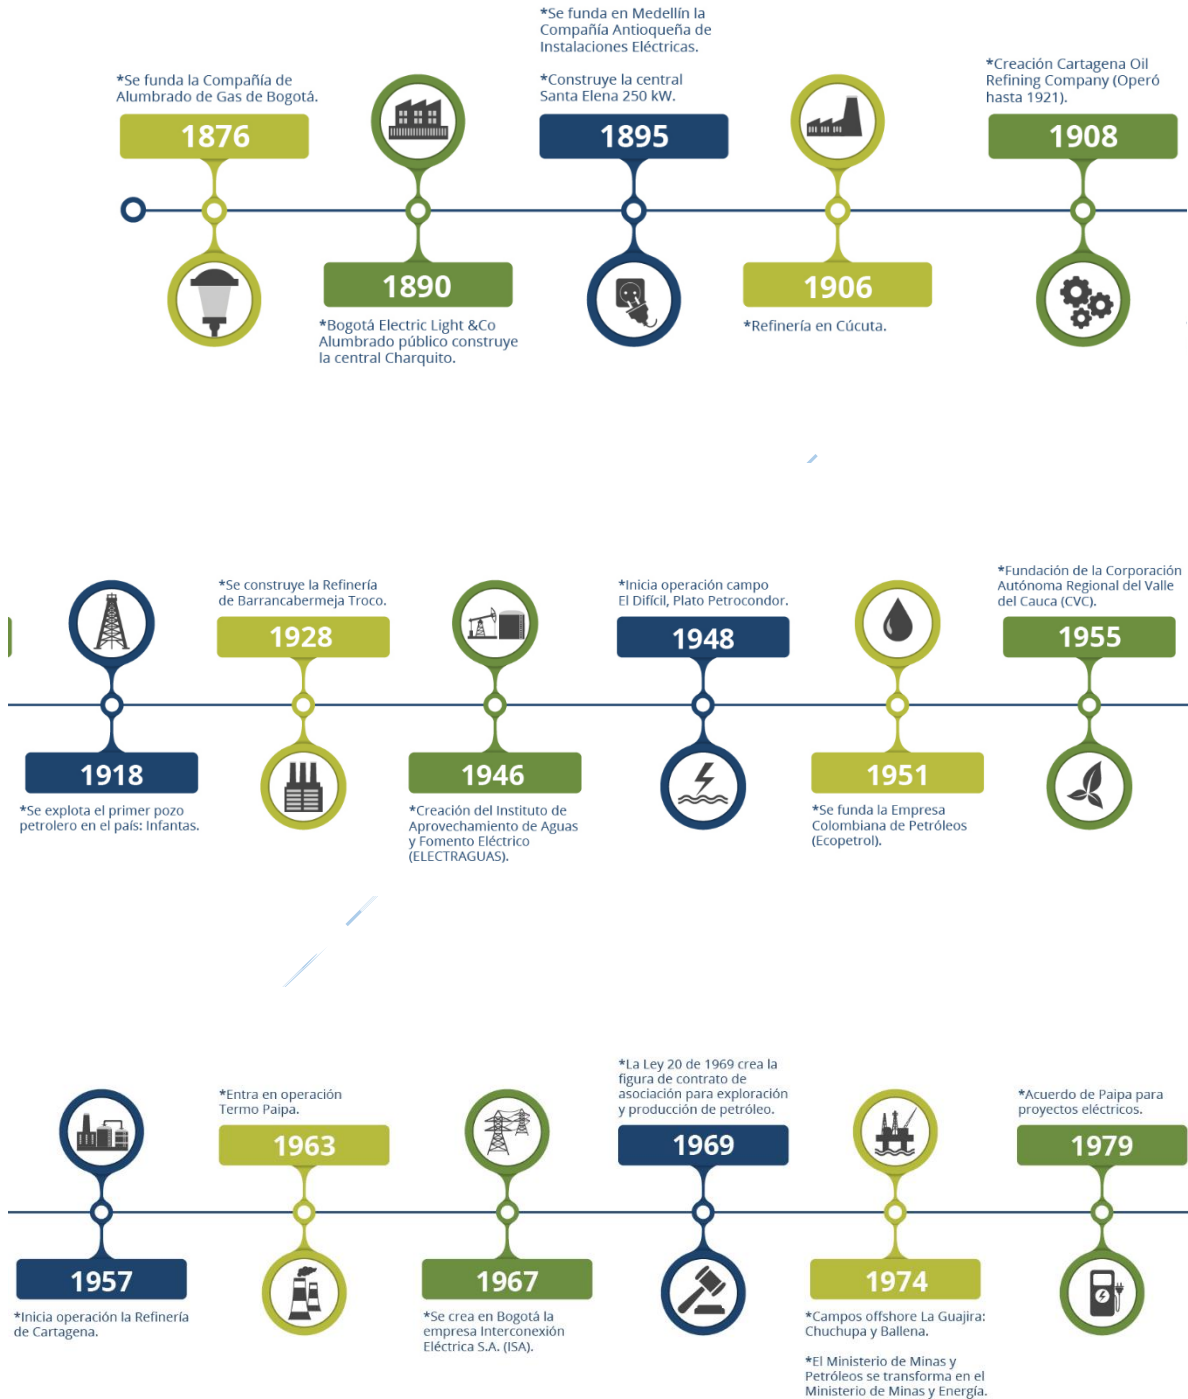 *Se funda la Compañía de
Alumbrado de Gas de Bogotá.
1876
1890
*Bogotá Electric Light &Co
Alumbrado público construye
la central Charquito.
*Se funda en Medellín la
Compañía Antioqueña de
Instalaciones Eléctricas.
*Construye la central
Santa Elena 250 kW.
1895
1906
*Refinería en Cúcuta.
*Creación Cartagena Oil
Refining Company (Operó
hasta 1921).
1908
1918
*Se explota el primer pozo
petrolero en el país: Infantas.
*Se construye la Refinería
de Barrancabermeja Troco.
1928
1946
*Creación del Instituto de
Aprovechamiento de Aguas
y Fomento Eléctrico
(ELECTRAGUAS).
*Inicia operación campo
El Difícil, Plato Petrocondor.
1948
1951
*Se funda la Empresa
Colombiana de Petróleos
(Ecopetrol).
*Fundación de la Corporación
Autónoma Regional del Valle
del Cauca (CVC).
1955
1957
*Inicia operación la Refinería
de Cartagena.
*Entra en operación
Termo Paipa.
1963
1967
*Se crea en Bogotá la
empresa Interconexión
Eléctrica S.A. (ISA).
*La Ley 20 de 1969 crea la
figura de contrato de
asociación para exploración
y producción de petróleo.
1969
1974
*Campos offshore La Guajira:
Chuchupa y Ballena.
*El Ministerio de Minas y
Petróleos se transforma en el
Ministerio de Minas y Energía.
*Acuerdo de Paipa para
proyectos eléctricos.
1979